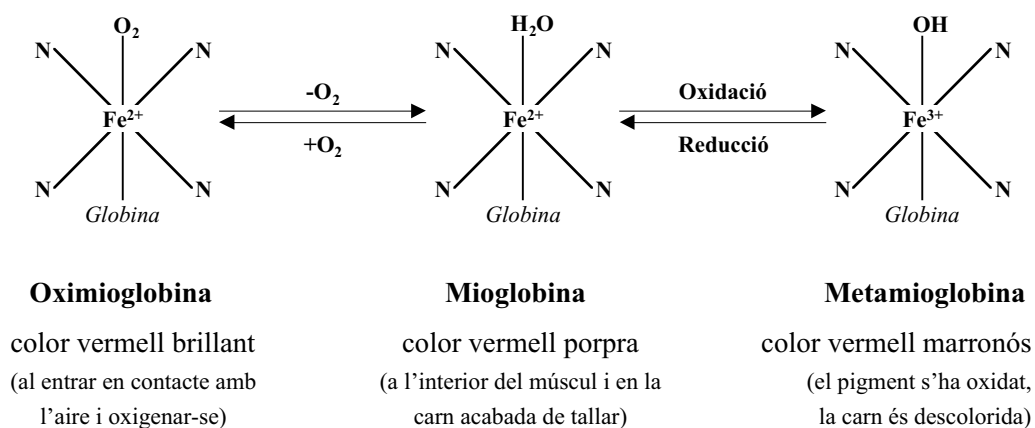 O₂
H₂O
OH
N N
N N
N N
-O₂
Oxidació
Fe²⁺
Fe²⁺
Fe³⁺
+O₂
Reducció
N N
N N
N N
Globina
Globina
Globina
Oximioglobina
Mioglobina
Metamioglobina
color vermell brillant
color vermell porpra
color vermell marronós
(al entrar en contacte amb
(a l’interior del múscul i en la
(el pigment s’ha oxidat,
l’aire i oxigenar-se)
carn acabada de tallar)
la carn és descolorida)